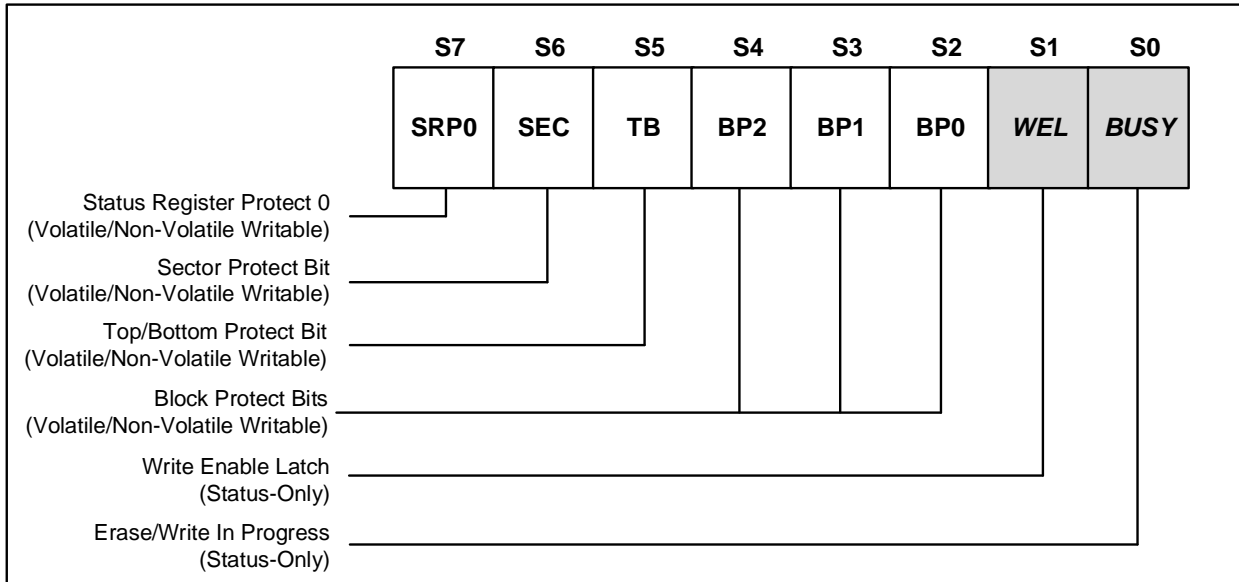 S7 S6 S5 S4 S3 S2 S1 S0
SRP0 SEC TB BP2 BP1 BP0 WEL BUSY
Status Register Protect 0
(Volatile/Non-Volatile Writable)
Sector Protect Bit
(Volatile/Non-Volatile Writable)
Top/Bottom Protect Bit
(Volatile/Non-Volatile Writable)
Block Protect Bits
(Volatile/Non-Volatile Writable)
Write Enable Latch
(Status-Only)
Erase/Write In Progress
(Status-Only)